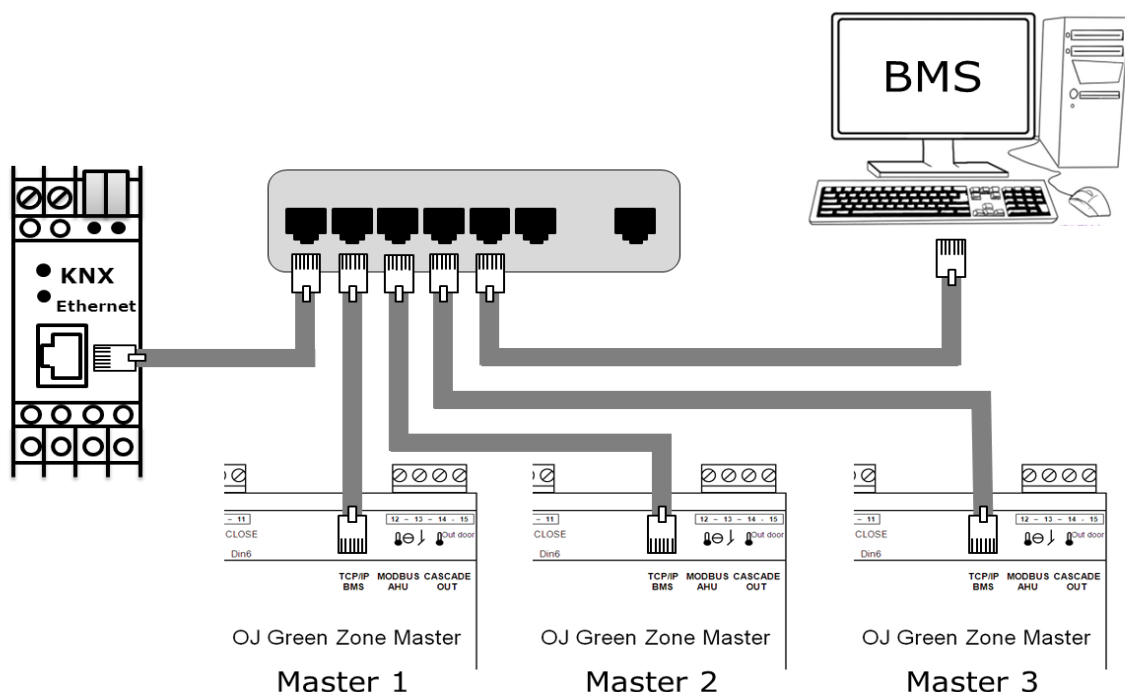 BMS
KNX
Ethernet
- 11
12 - 13 - 14 - 15
CLOSE
Out door
Din6
TCP/IP BMS
MODBUS AHU
CASCADE OUT
OJ Green Zone Master
Master 1
- 11
12 - 13 - 14 - 15
CLOSE
Out door
Din6
TCP/IP BMS
MODBUS AHU
CASCADE OUT
OJ Green Zone Master
Master 2
- 11
12 - 13 - 14 - 15
CLOSE
Out door
Din6
TCP/IP BMS
MODBUS AHU
CASCADE OUT
OJ Green Zone Master
Master 3